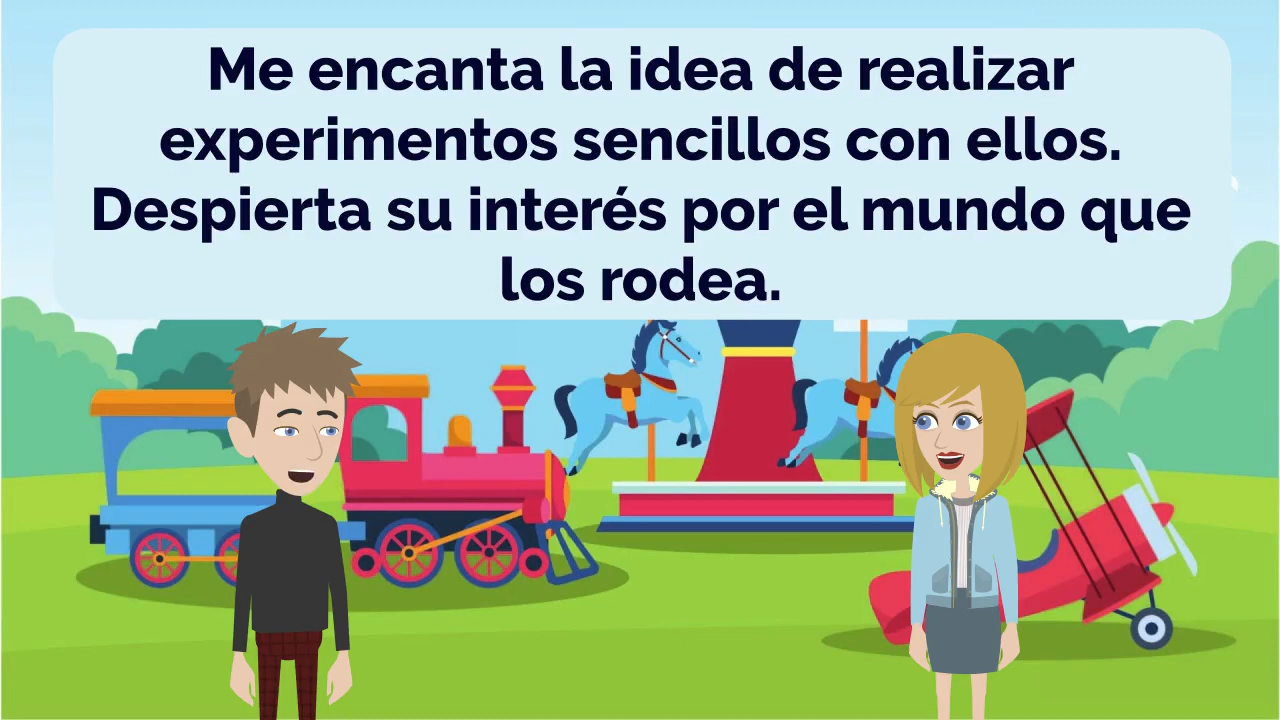 Me encanta la idea de realizar
experimentos sencillos con ellos.
Despierta su interés por el mundo que
los rodea.